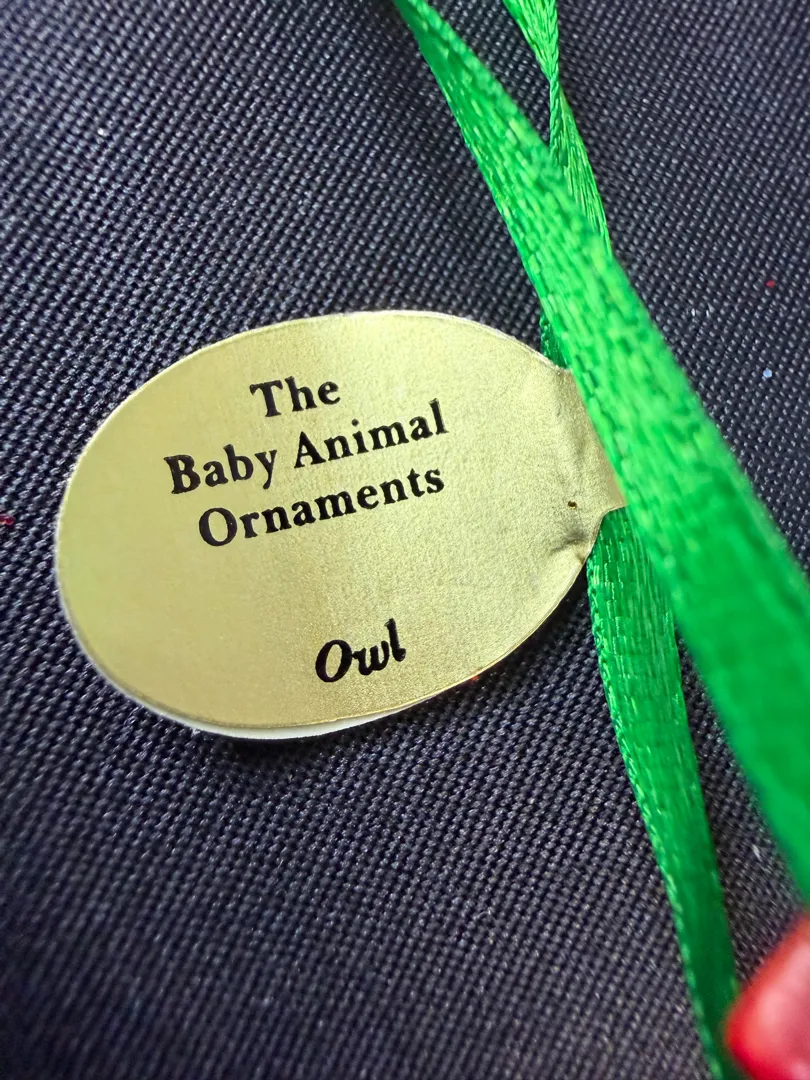 The
Baby Animal
Ornaments
Owl